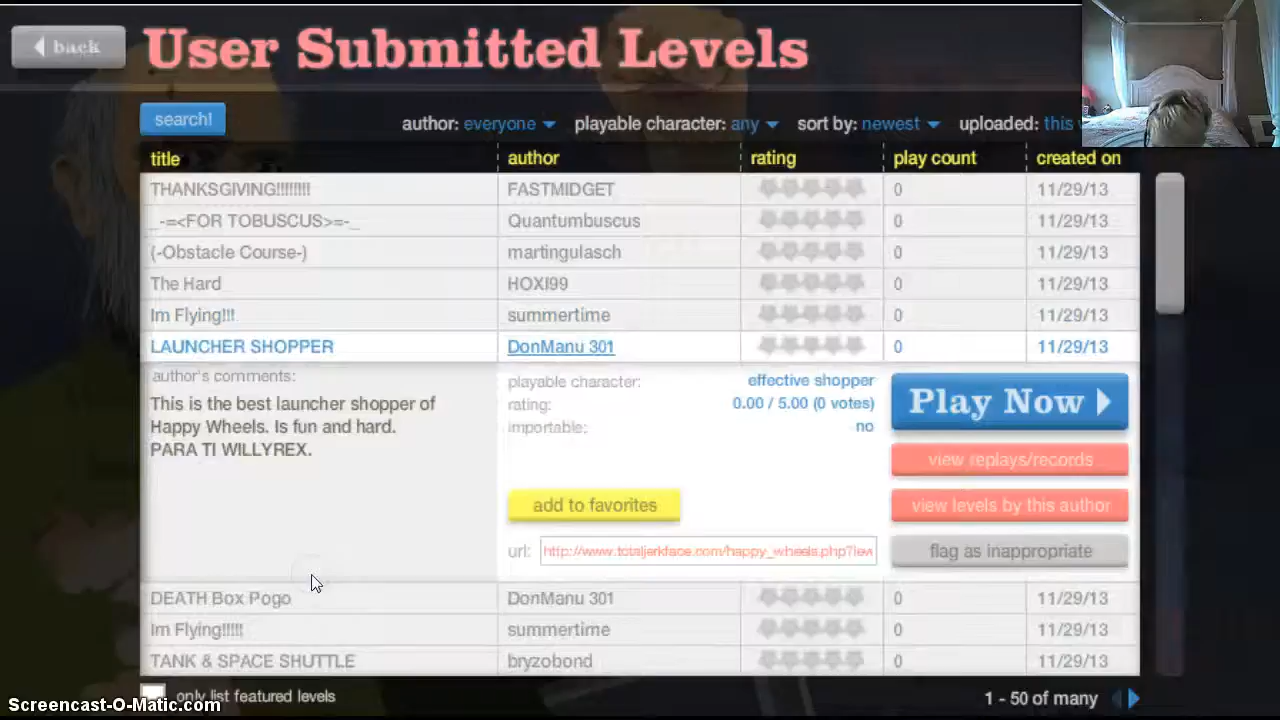 back
User Submitted Levels
search!
author: everyone playable character: any sort by: newest uploaded: this
title author rating play count created on
THANKSGIVING!!!!!!!! FASTMIDGET 0 11/29/13
_-=<FOR TOBUSCUS>=-_ Quantumbuscus 0 11/29/13
(-Obstacle Course-) martingulasch 0 11/29/13
The Hard HOXI99 0 11/29/13
Im Flying!!! summertime 0 11/29/13
LAUNCHER SHOPPER DonManu 301 0 11/29/13
author's comments:
This is the best launcher shopper of
Happy Wheels. Is fun and hard.
PARA TI WILLYREX.
playable character: effective shopper
rating: 0.00 / 5.00 (0 votes)
importable: no
add to favorites
url: http://www.totaljerkface.com/happy_wheels.php?lev
Play Now
view replays/records
view levels by this author
flag as inappropriate
DEATH Box Pogo DonManu 301 0 11/29/13
Im Flying!!!!! summertime 0 11/29/13
TANK & SPACE SHUTTLE bryzobond 0 11/29/13
only list featured levels
1 - 50 of many
Screencast-O-Matic.com